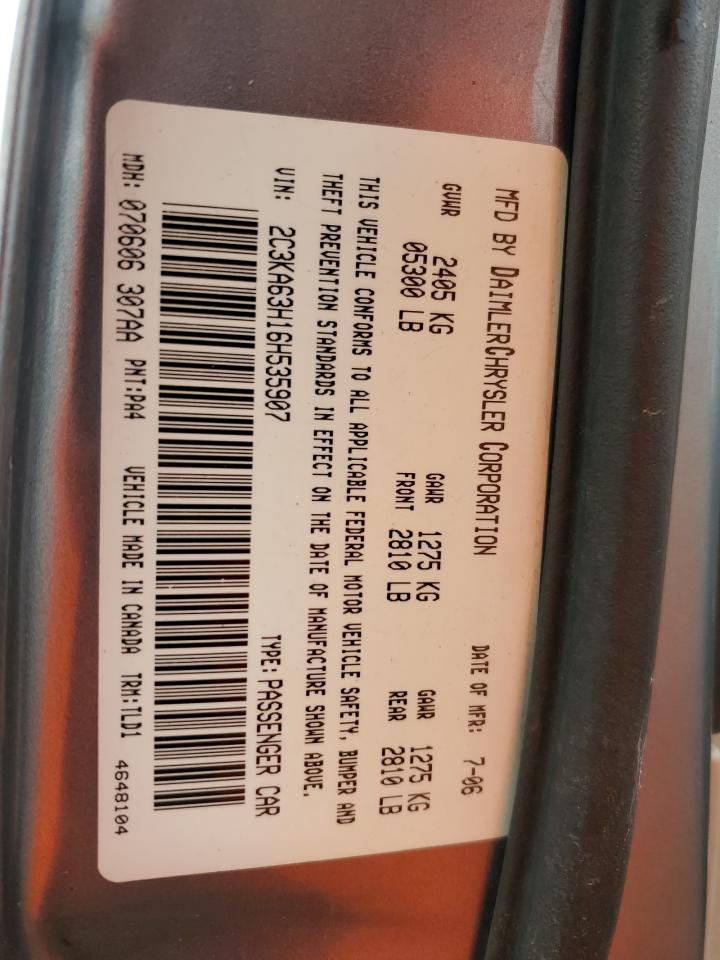 MFD BY DAIMLERCHRYSLER CORPORATION DATE OF MFR: 7-06
GVWR 2405 KG GAWR 1275 KG GAWR 1275 KG
05300 LB FRONT 2810 LB REAR 2810 LB
THIS VEHICLE CONFORMS TO ALL APPLICABLE FEDERAL MOTOR VEHICLE SAFETY, BUMPER AND
THEFT PREVENTION STANDARDS IN EFFECT ON THE DATE OF MANUFACTURE SHOWN ABOVE.
VIN: 2C3KA63H16H535907 TYPE: PASSENGER CAR
MDH: 070606 307AA PNT:PA4 VEHICLE MADE IN CANADA TRM:TLD1 4648104